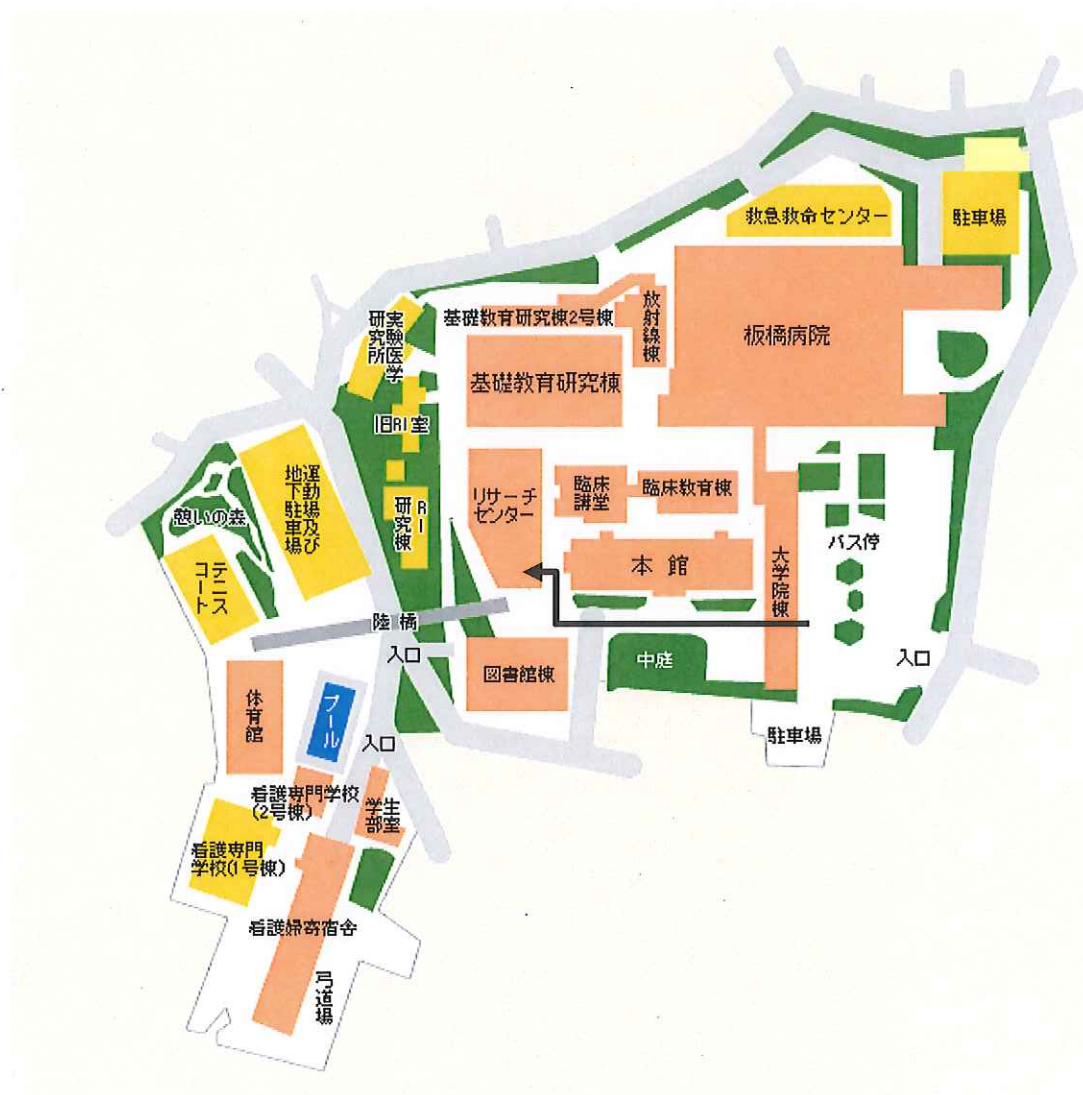 救急救命センター
駐車場
実験医学
研究所
基礎教育研究棟2号棟
放射線棟
板橋病院
基礎教育研究棟
旧RI室
運動場及び
地下駐車場
リサーチ
センター
臨床
講堂
臨床教育棟
RI
研究棟
憩いの森
バス停
本館
大学院棟
テニス
コート
陸橋
入口
図書館棟
中庭
入口
体育館
プール
入口
駐車場
看護専門学校
(2号棟)
学生
部室
看護専門
学校(1号棟)
看護婦寄宿舎
弓道場